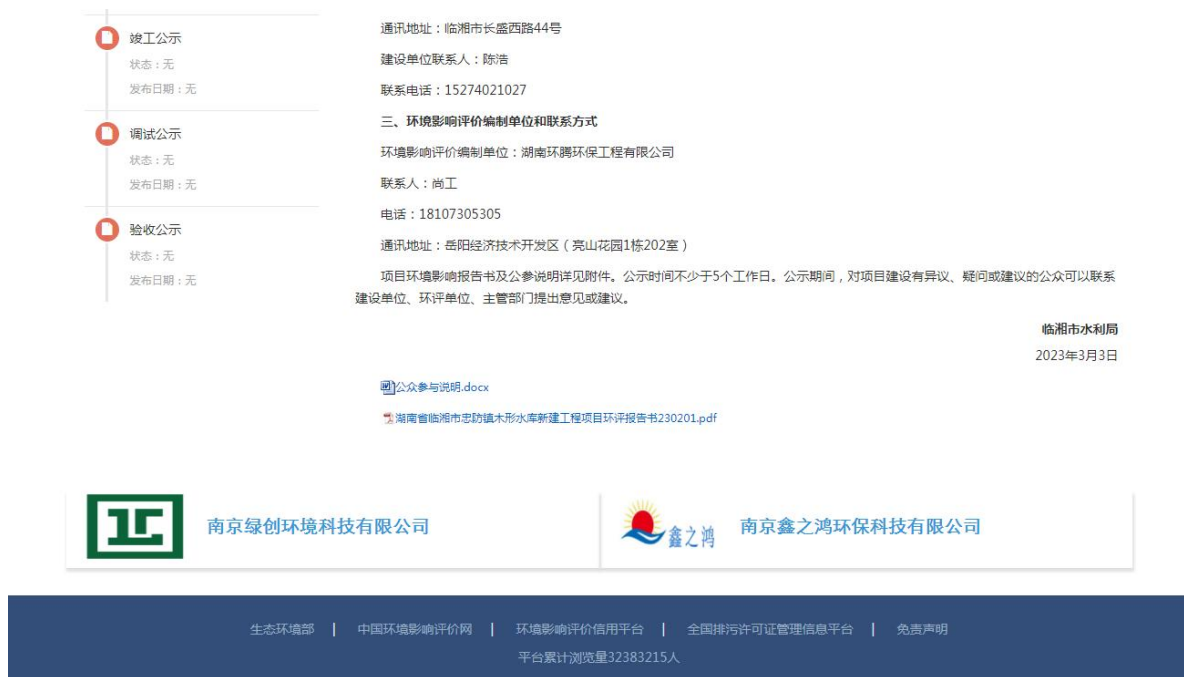 竣工公示
状态：无
发布日期：无
调试公示
状态：无
发布日期：无
验收公示
状态：无
发布日期：无
通讯地址：临湘市长盛西路44号
建设单位联系人：陈浩
联系电话：15274021027
三、环境影响评价编制单位和联系方式
环境影响评价编制单位：湖南环腾环保工程有限公司
联系人：尚工
电话：18107305305
通讯地址：岳阳经济技术开发区（亮山花园1栋202室）
项目环境影响报告书及公参说明详见附件。公示时间不少于5个工作日。公示期间，对项目建设有异议、疑问或建议的公众可以联系
建设单位、环评单位、主管部门提出意见或建议。
临湘市水利局
2023年3月3日
公众参与说明.docx
湖南省临湘市忠防镇木形水库新建工程项目环评报告书230201.pdf
南京绿创环境科技有限公司
鑫之鸿
南京鑫之鸿环保科技有限公司
生态环境部 | 中国环境影响评价网 | 环境影响评价信用平台 | 全国排污许可证管理信息平台 | 免责声明
平台累计浏览量32383215人